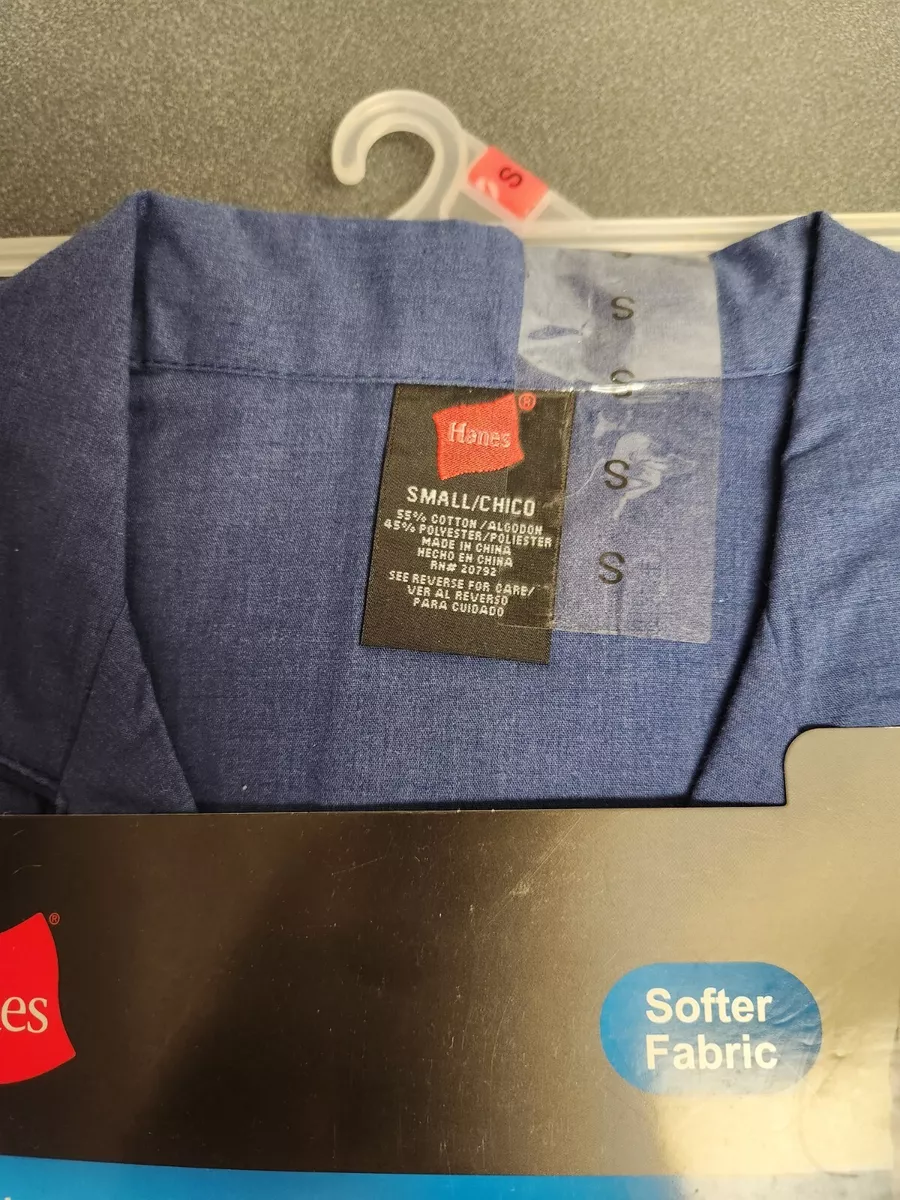 S
S
S
S
S
Hanes®
SMALL/CHICO
55% COTTON/ALGODON
45% POLYESTER/POLIESTER
MADE IN CHINA
HECHO EN CHINA
RN# 20792
SEE REVERSE FOR CARE/
VER AL REVERSO
PARA CUIDADO
es®
Softer
Fabric